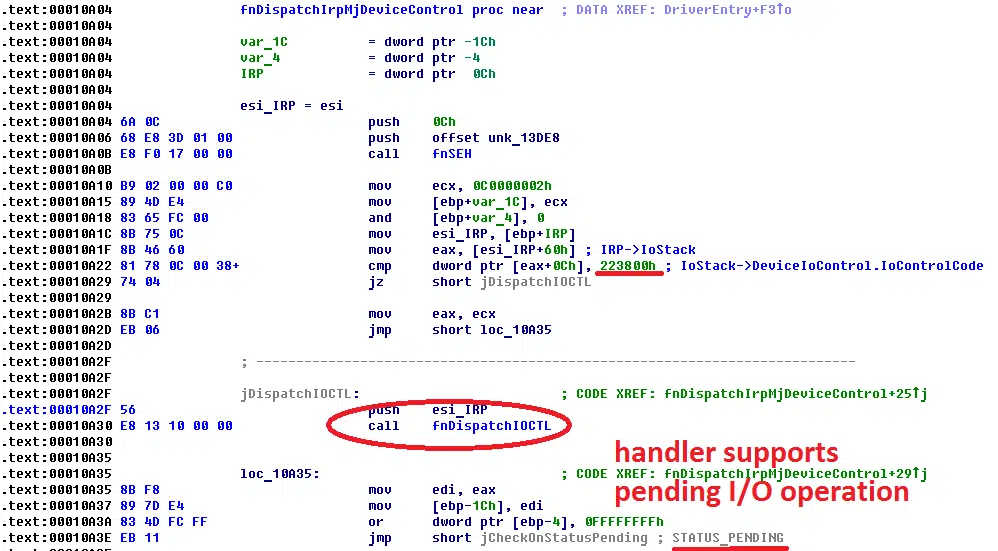 .text:00010A04 fnDispatchIrpMjDeviceControl proc near ; DATA XREF: DriverEntry+F3↑o
.text:00010A04
.text:00010A04 var_1C = dword ptr -1Ch
.text:00010A04 var_4 = dword ptr -4
.text:00010A04 IRP = dword ptr 0Ch
.text:00010A04
.text:00010A04 esi_IRP = esi
.text:00010A04 6A 0C push 0Ch
.text:00010A06 68 E8 3D 01 00 push offset unk_13DE8
.text:00010A0B E8 F0 17 00 00 call fnSEH
.text:00010A0B
.text:00010A10 B9 02 00 00 C0 mov ecx, 0C0000002h
.text:00010A15 89 4D E4 mov [ebp+var_1C], ecx
.text:00010A18 83 65 FC 00 and [ebp+var_4], 0
.text:00010A1C 8B 75 0C mov esi_IRP, [ebp+IRP]
.text:00010A1F 8B 46 60 mov eax, [esi_IRP+60h] ; IRP->IoStack
.text:00010A22 81 78 0C 00 38+ cmp dword ptr [eax+0Ch], 223800h ; IoStack->DeviceIoControl.IoControlCode
.text:00010A29 74 04 jz short jDispatchIOCTL
.text:00010A29
.text:00010A2B 8B C1 mov eax, ecx
.text:00010A2D EB 06 jmp short loc_10A35
.text:00010A2D
.text:00010A2F ; ---------------------------------------------------------------------------
.text:00010A2F
.text:00010A2F jDispatchIOCTL: ; CODE XREF: fnDispatchIrpMjDeviceControl+25↑j
.text:00010A2F 56 push esi_IRP
.text:00010A30 E8 13 10 00 00 call fnDispatchIOCTL
.text:00010A30
.text:00010A35
.text:00010A35 loc_10A35: ; CODE XREF: fnDispatchIrpMjDeviceControl+29↑j
.text:00010A35 8B F8 mov edi, eax
.text:00010A37 89 7D E4 mov [ebp-1Ch], edi
.text:00010A3A 83 4D FC FF or dword ptr [ebp-4], 0FFFFFFFFh
.text:00010A3E EB 11 jmp short jCheckOnStatusPending ; STATUS_PENDING
handler supports
pending I/O operation